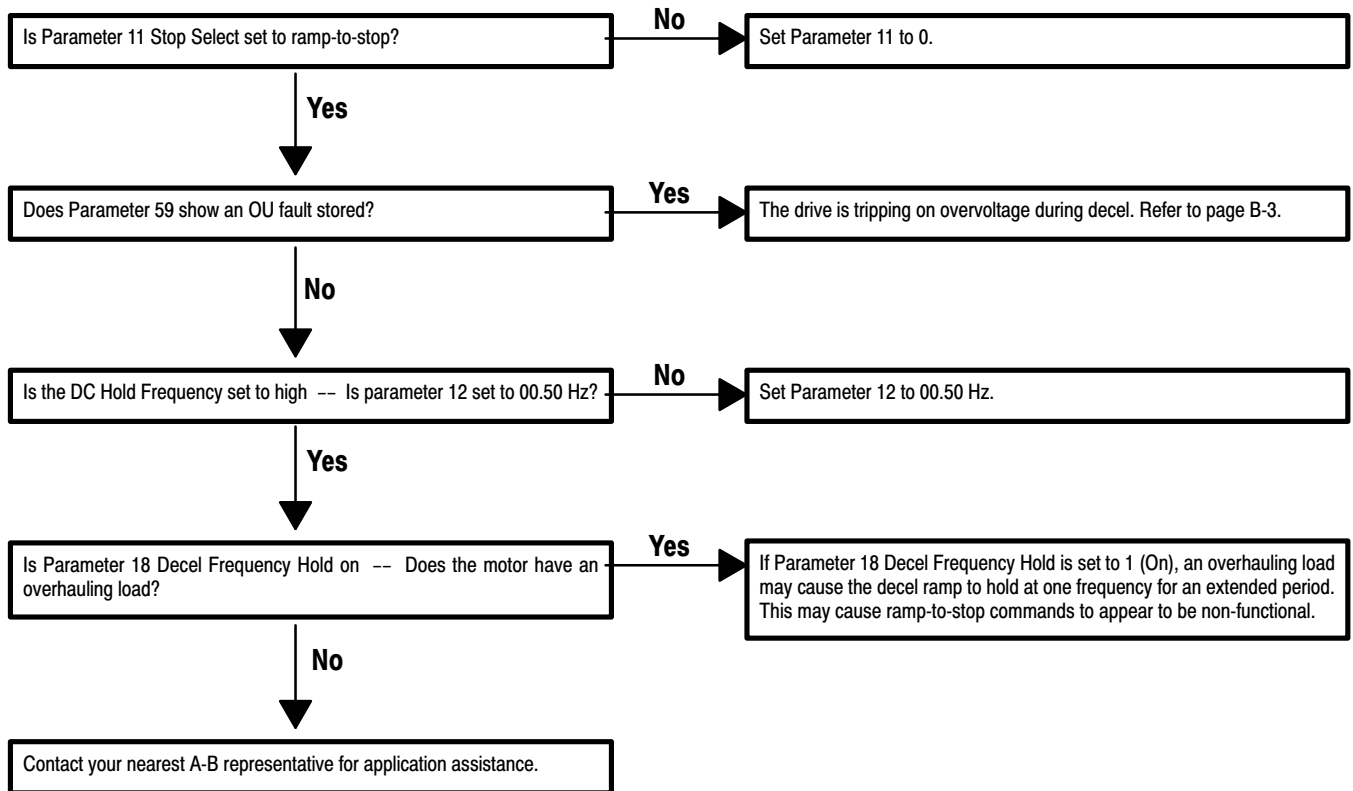 Is Parameter 11 Stop Select set to ramp-to-stop?
No
Set Parameter 11 to 0.
Yes
Does Parameter 59 show an OU fault stored?
Yes
The drive is tripping on overvoltage during decel. Refer to page B-3.
No
Is the DC Hold Frequency set to high -- Is parameter 12 set to 00.50 Hz?
No
Set Parameter 12 to 00.50 Hz.
Yes
Is Parameter 18 Decel Frequency Hold on -- Does the motor have an
overhauling load?
Yes
If Parameter 18 Decel Frequency Hold is set to 1 (On), an overhauling load
may cause the decel ramp to hold at one frequency for an extended period.
This may cause ramp-to-stop commands to appear to be non-functional.
No
Contact your nearest A-B representative for application assistance.